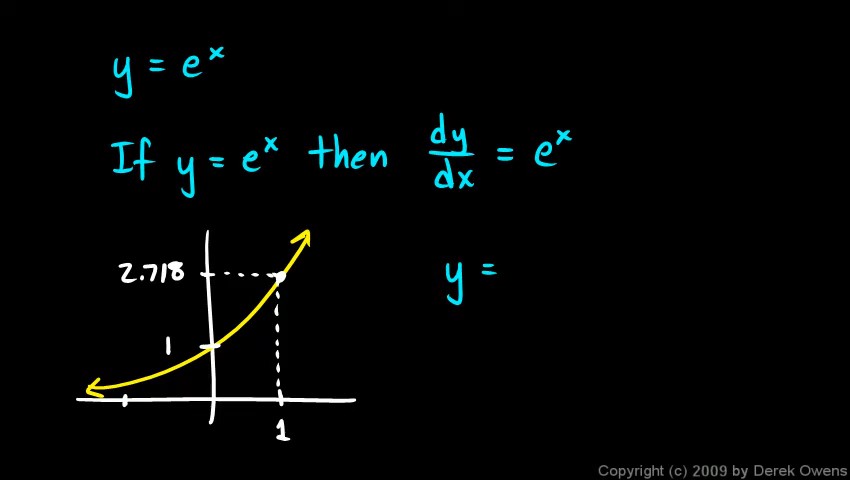 y = e^x
If y = e^x then dy/dx = e^x
2.718
y =
1
1
Copyright (c) 2009 by Derek Owens